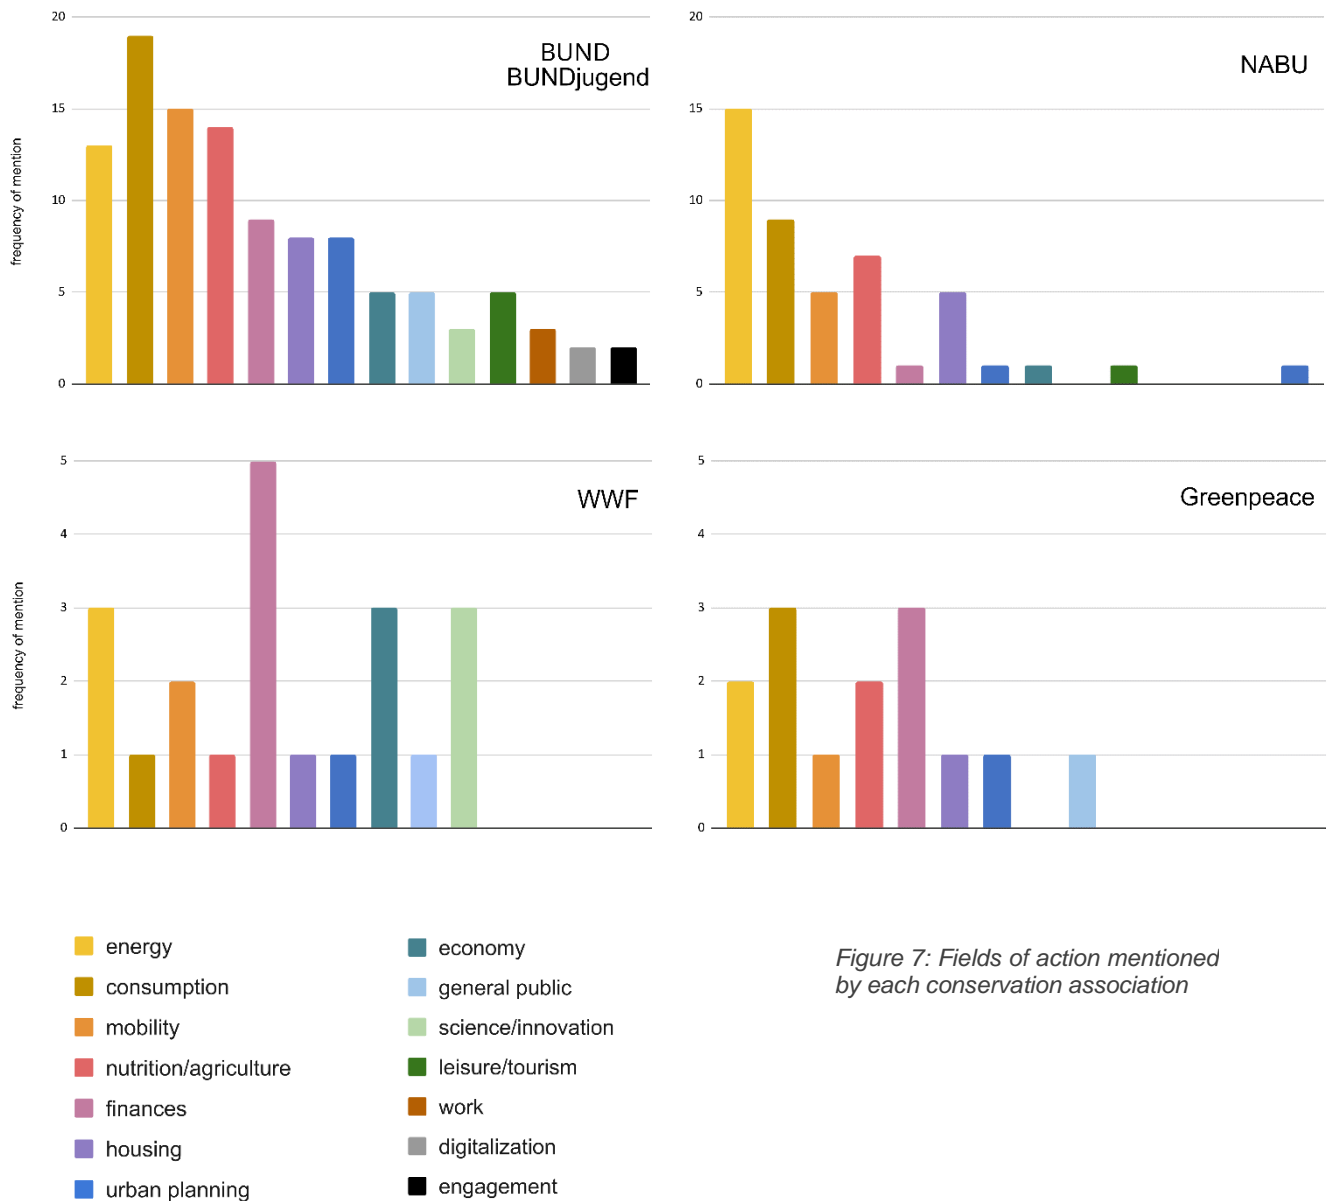 20
15
10
5
0
frequency of mention
BUND
BUNDjugend
20
15
10
5
0
NABU
5
4
3
2
1
0
frequency of mention
WWF
5
4
3
2
1
0
Greenpeace
energy
consumption
mobility
nutrition/agriculture
finances
housing
urban planning
economy
general public
science/innovation
leisure/tourism
work
digitalization
engagement
Figure 7: Fields of action mentioned
by each conservation association